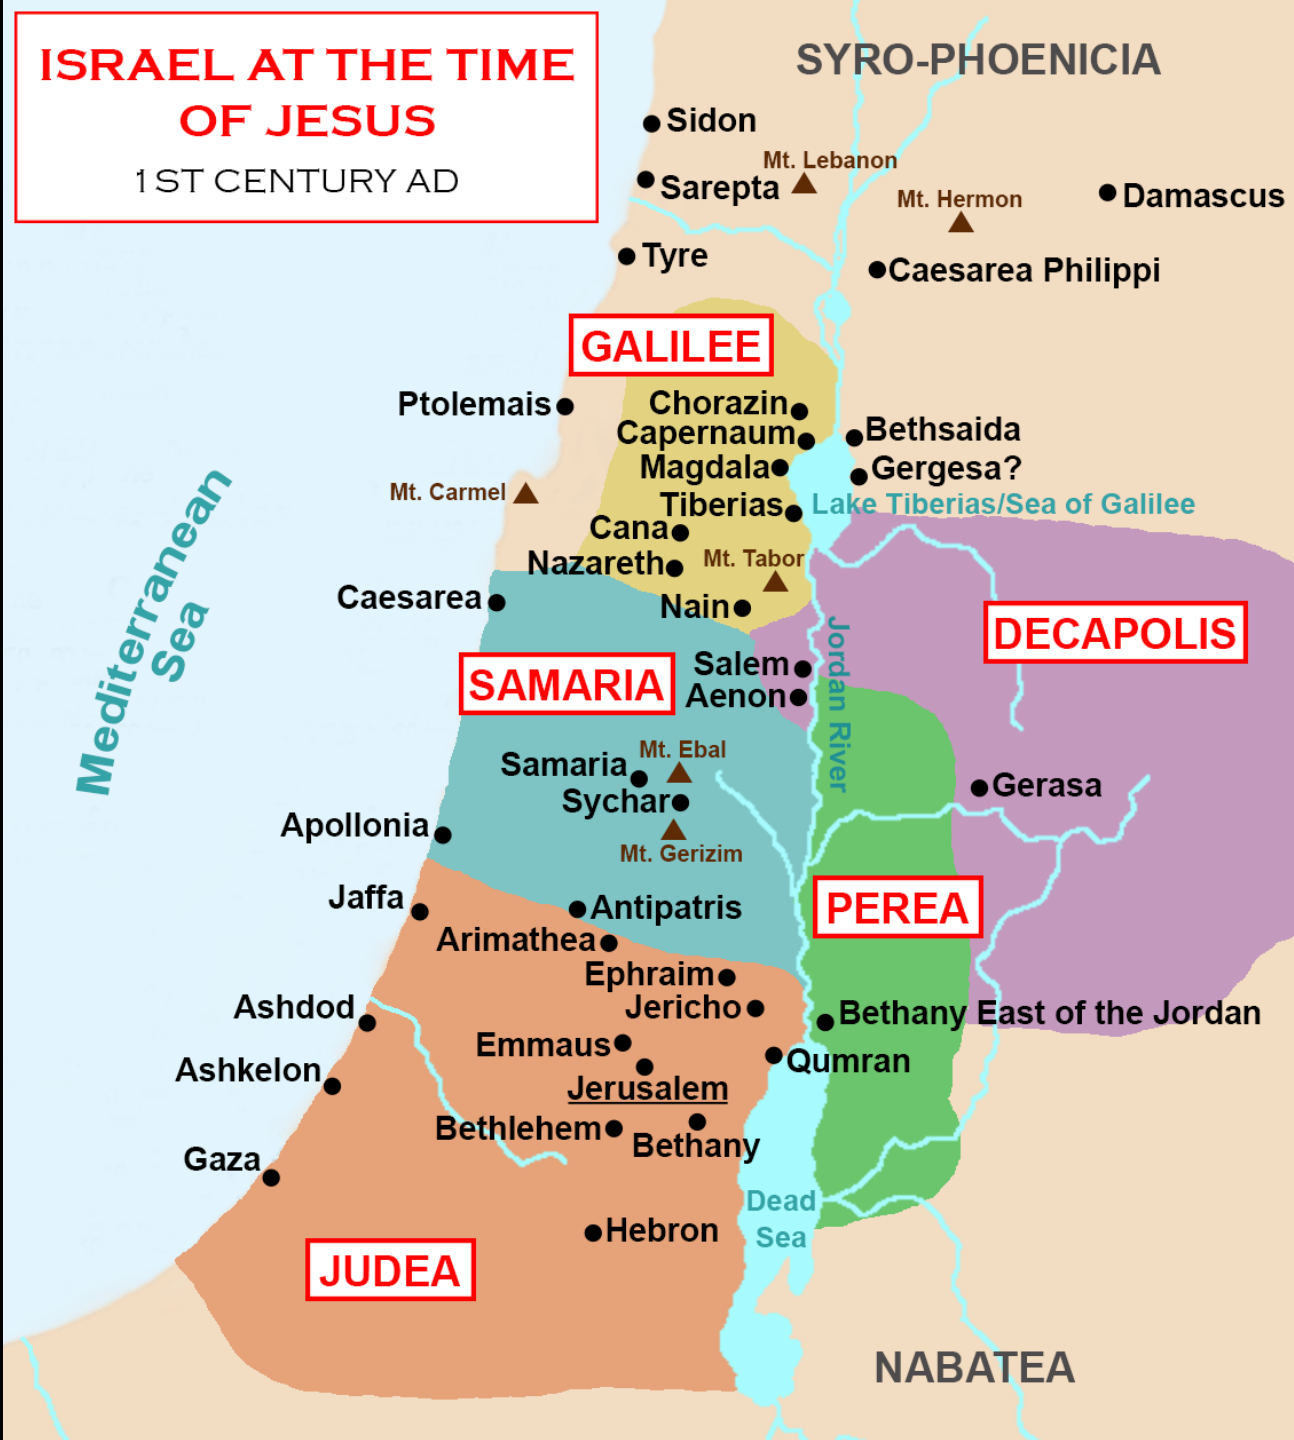 ISRAEL AT THE TIME
OF JESUS
1ST CENTURY AD
SYRO-PHOENICIA
Sidon
Mt. Lebanon
Sarepta
Mt. Hermon
Damascus
Tyre
Caesarea Philippi
GALILEE
Ptolemais
Chorazin
Capernaum
Bethsaida
Magdala
Gergesa?
Mt. Carmel
Tiberias
Lake Tiberias/Sea of Galilee
Cana
Nazareth
Mt. Tabor
Mediterranean
Sea
Caesarea
Nain
DECAPOLIS
Jordan River
SAMARIA
Salem
Aenon
Mt. Ebal
Samaria
Sychar
Gerasa
Apollonia
Mt. Gerizim
Jaffa
Antipatris
PEREA
Arimathea
Ephraim
Jericho
Ashdod
Bethany East of the Jordan
Emmaus
Qumran
Ashkelon
Jerusalem
Bethlehem
Bethany
Gaza
Dead
Sea
Hebron
JUDEA
NABATEA